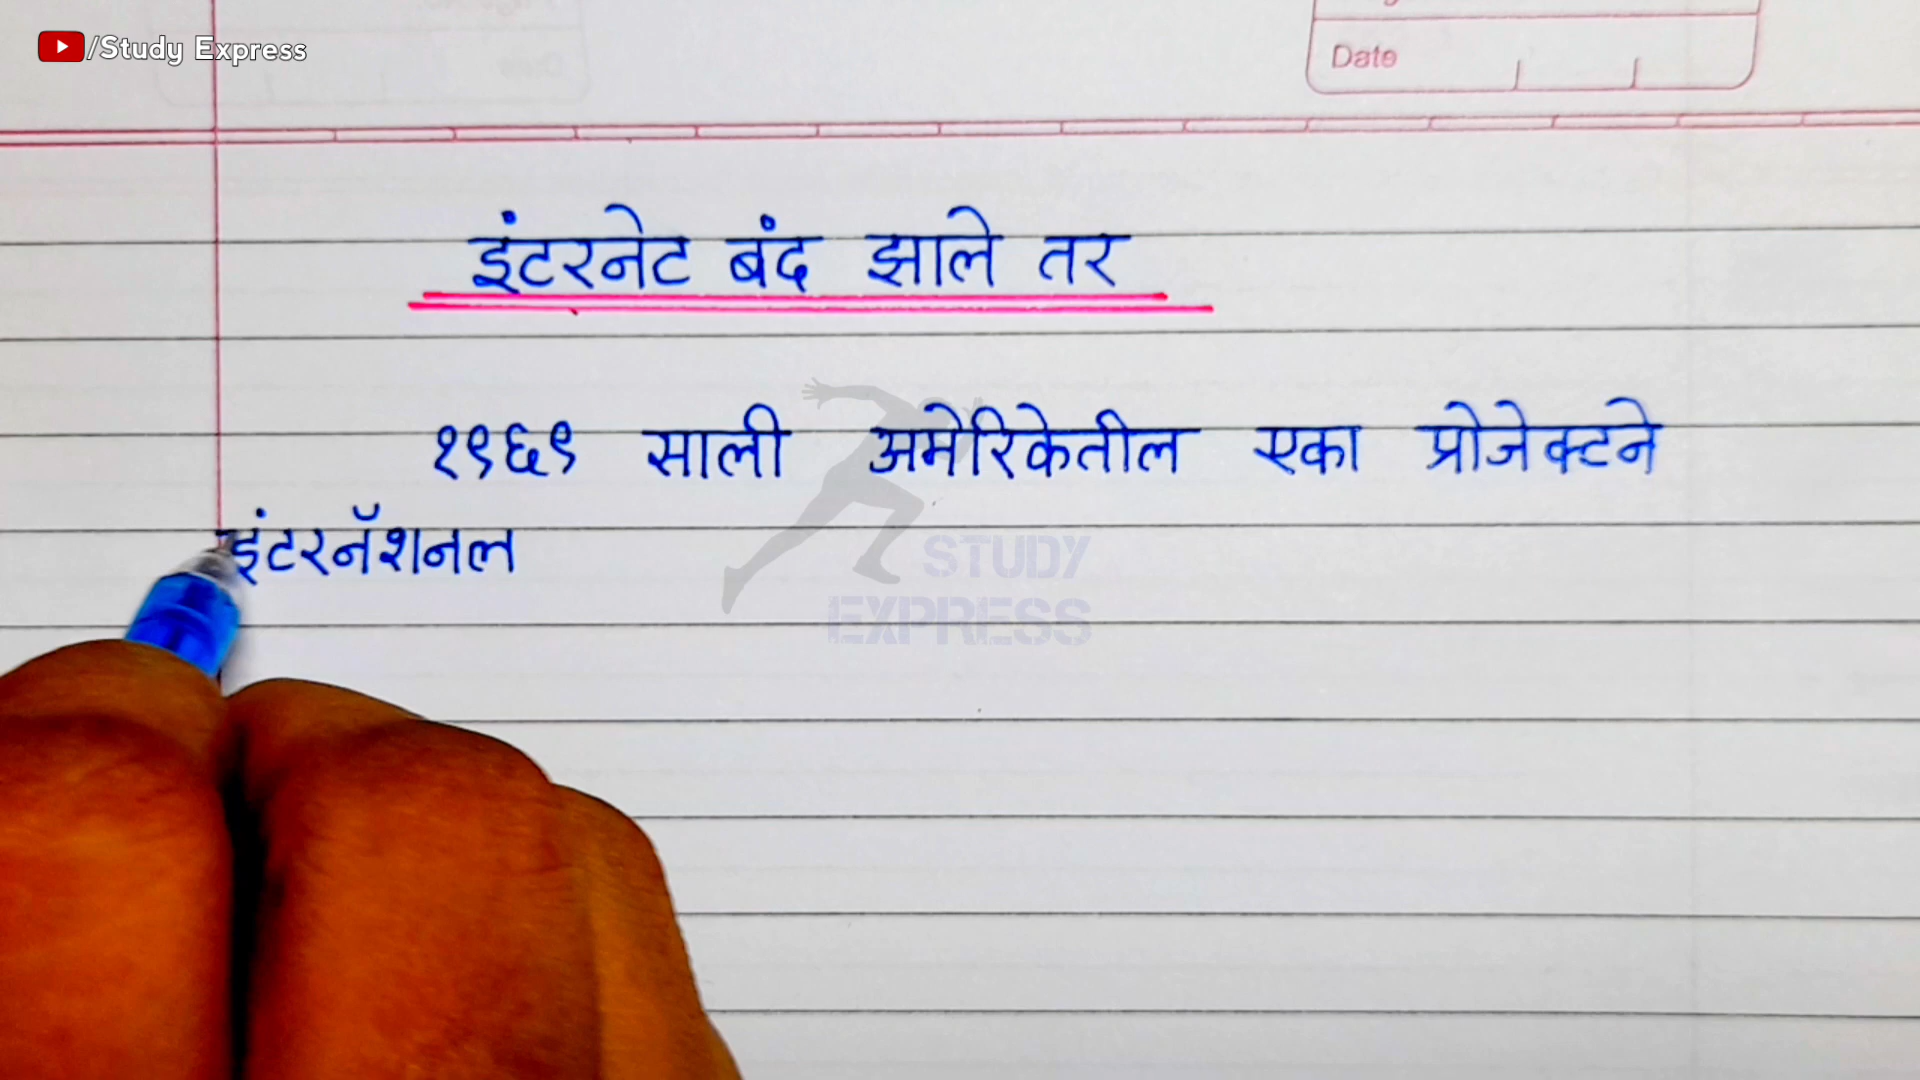 /Study Express
Date
इंटरनेट बंद झाले तर
१९६९ साली अमेरिकेतील एका प्रोजेक्टने
इंटरनॅशनल
STUDY
EXPRESS